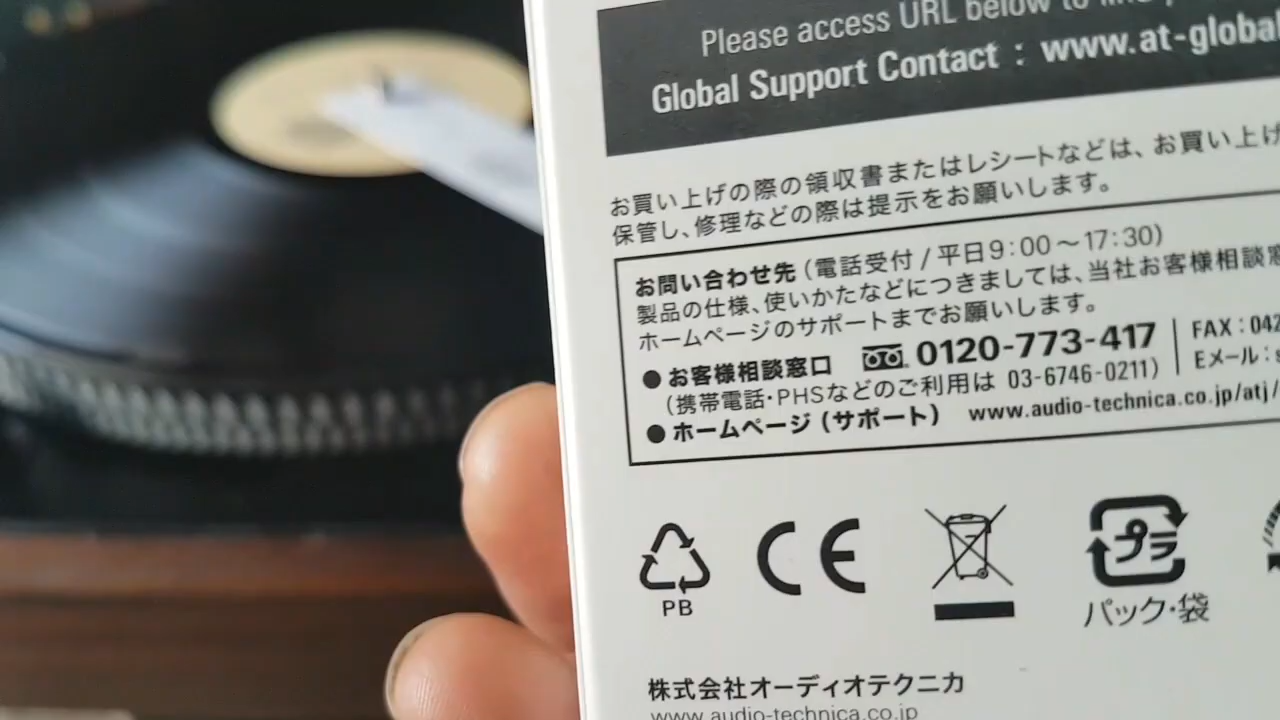 Please access URL below to find
Global Support Contact : www.at-global
お買い上げの際の領収書またはレシートなどは、お買い上げ
保管し、修理などの際は提示をお願いします。
お問い合わせ先 (電話受付 / 平日9:00～17:30)
製品の仕様、使いかたなどにつきましては、当社お客様相談窓
ホームページのサポートまでお願いします。
●お客様相談窓口 0120-773-417
FAX : 042
(携帯電話・PHSなどのご利用は 03-6746-0211)
Eメール : s
●ホームページ (サポート) www.audio-technica.co.jp/atj/
PB
CE
プラ
パック・袋
株式会社オーディオテクニカ
www.audio-technica.co.jp